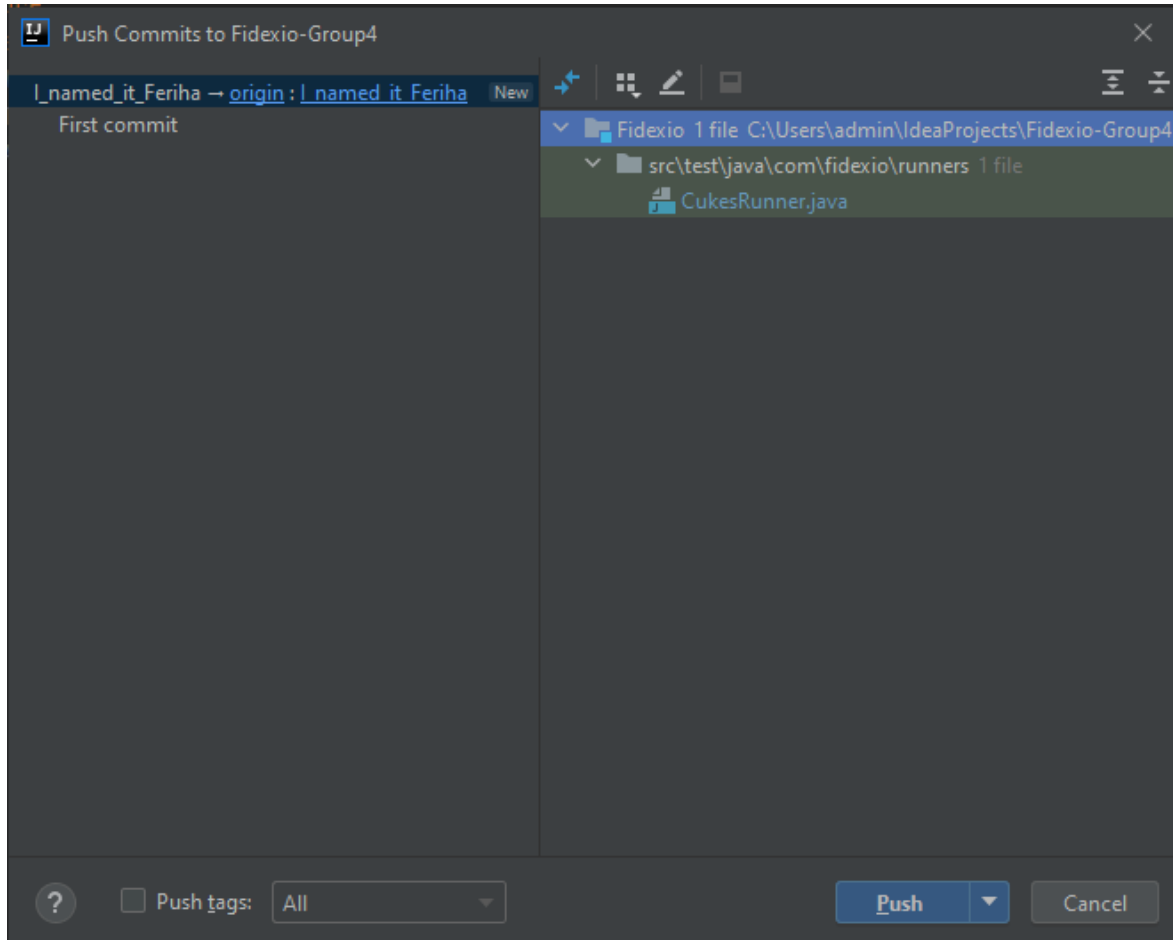 Push Commits to Fidexio-Group4
I_named_it_Feriha → origin : I_named_it_Feriha New
First commit
Fidexio 1 file C:\Users\admin\IdeaProjects\Fidexio-Group4
src\test\java\com\fidexio\runners 1 file
CukesRunner.java
? Push tags: All Push Cancel